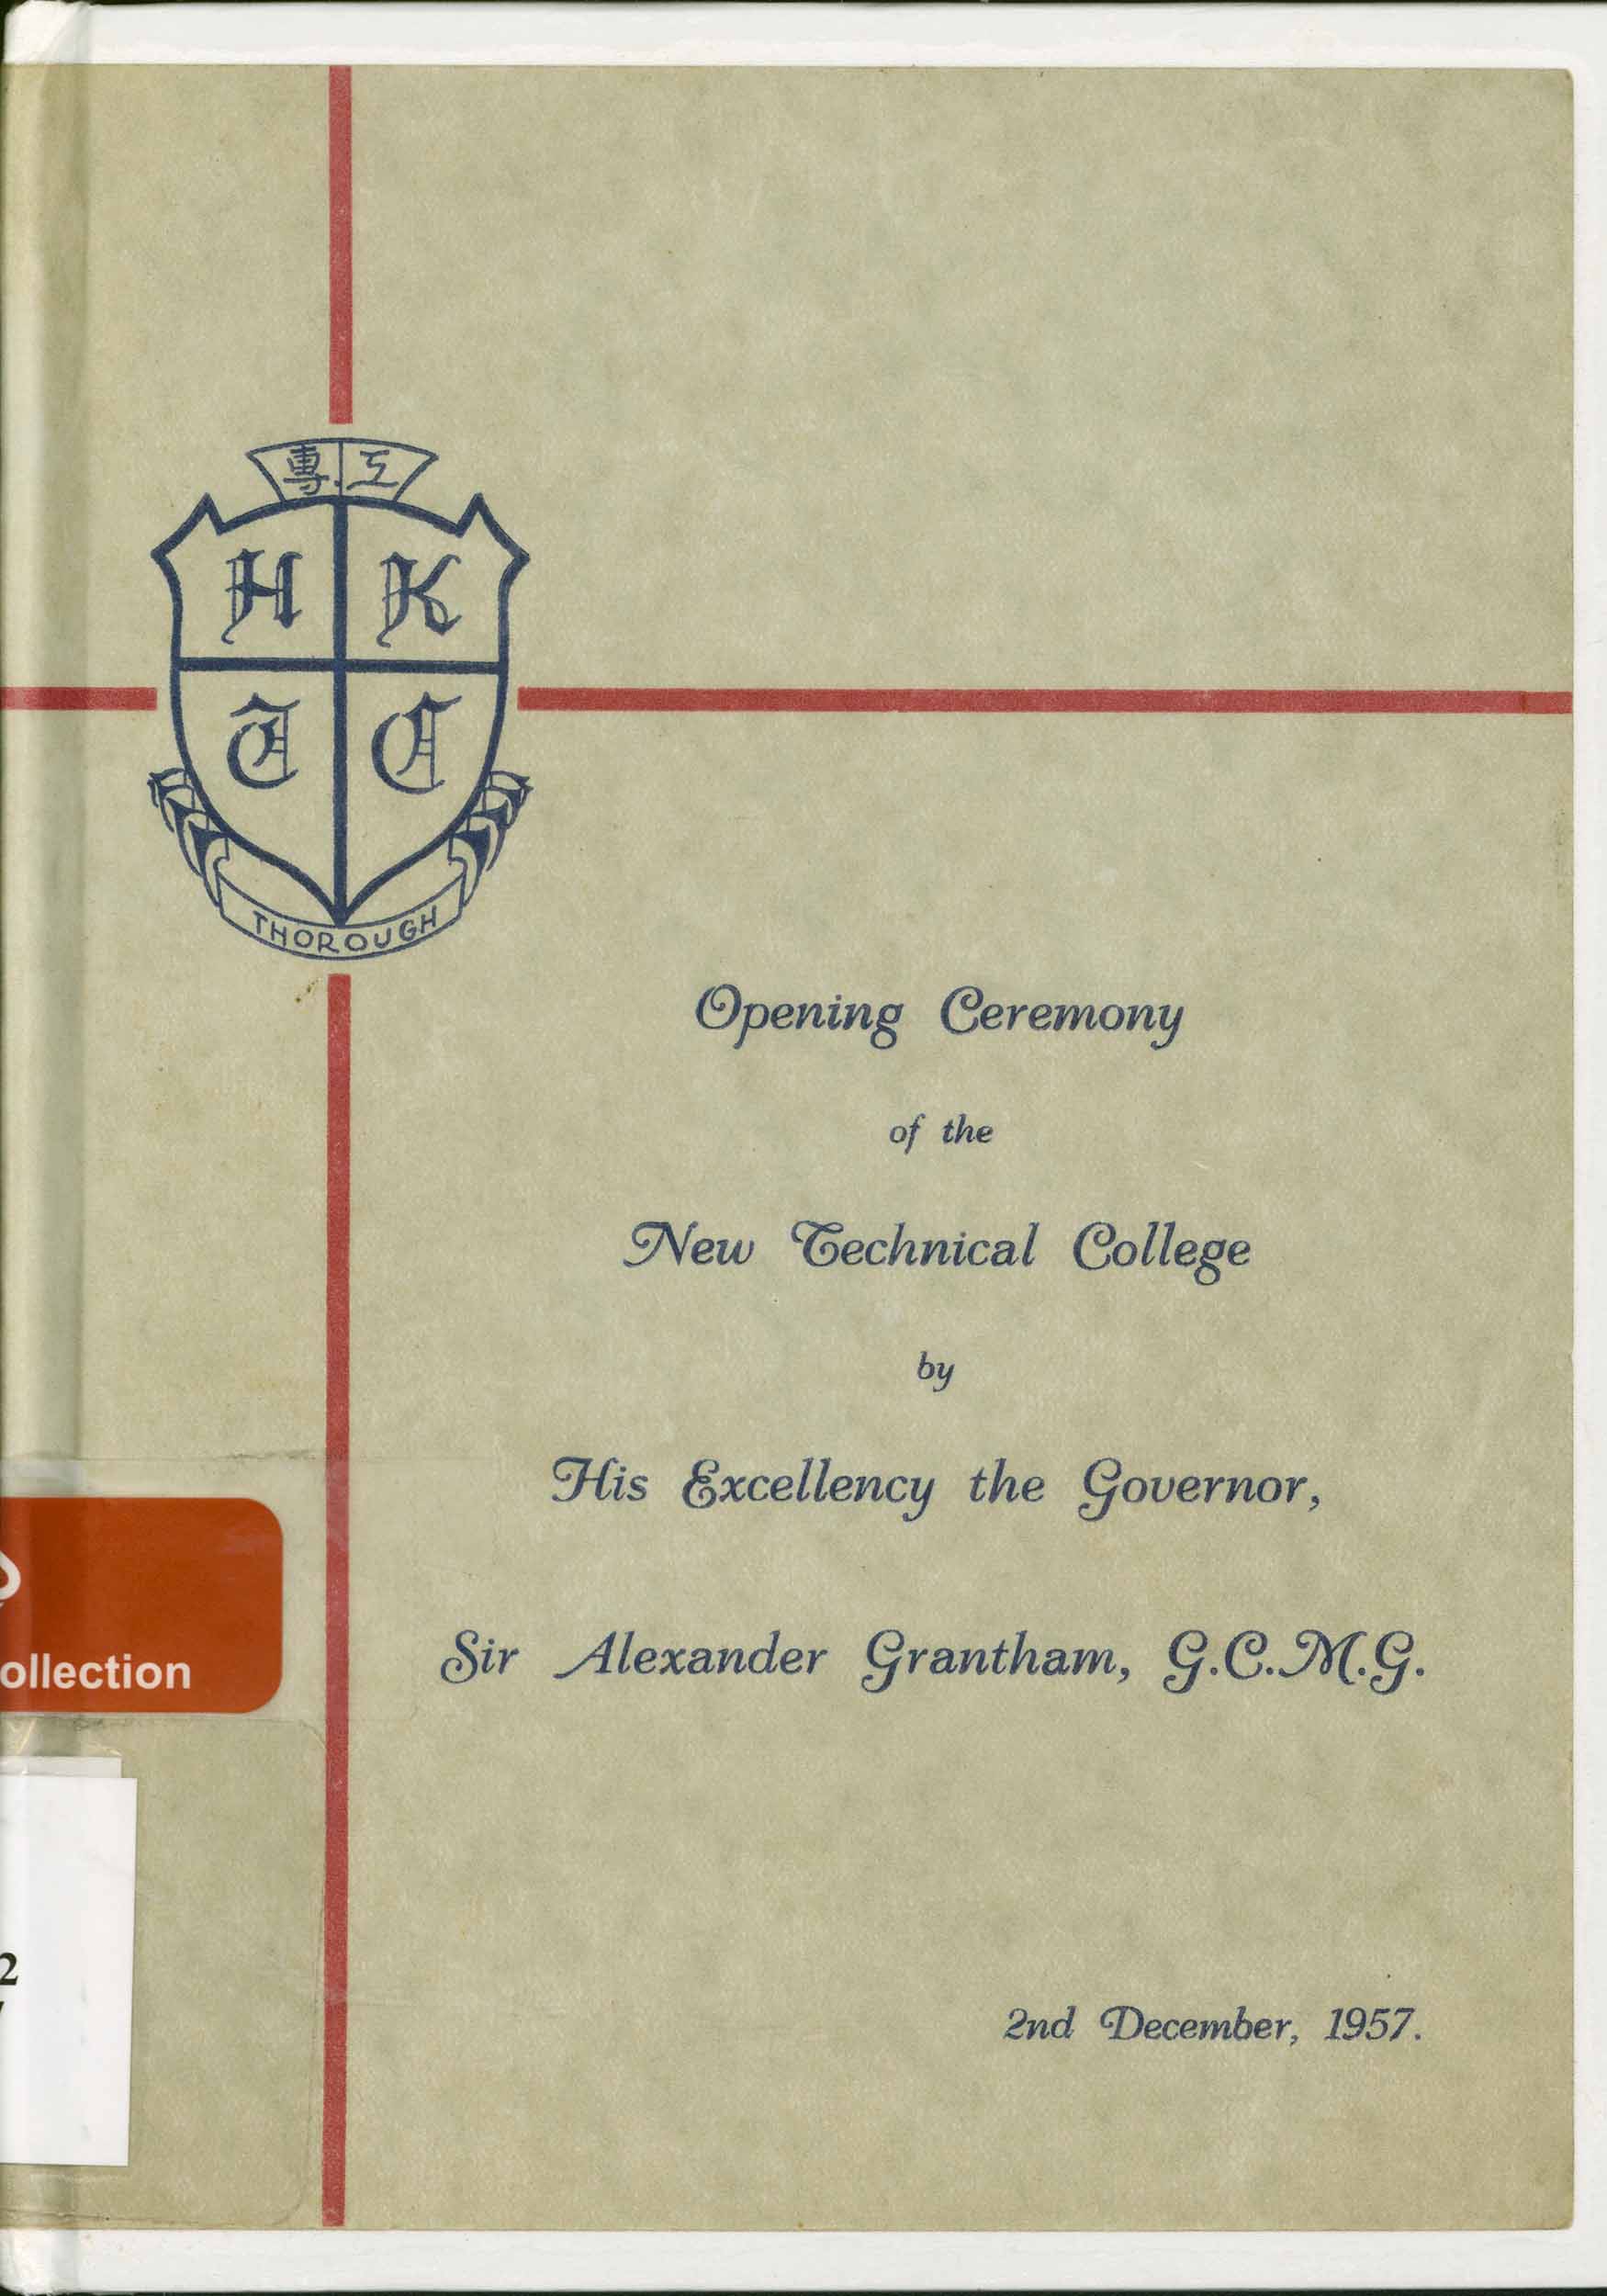 專工
H K
T C
THOROUGH
Opening Ceremony
of the
New Technical College
by
His Excellency the Governor,
Sir Alexander Grantham, G.C.M.G.
ollection
2
2nd December, 1957.